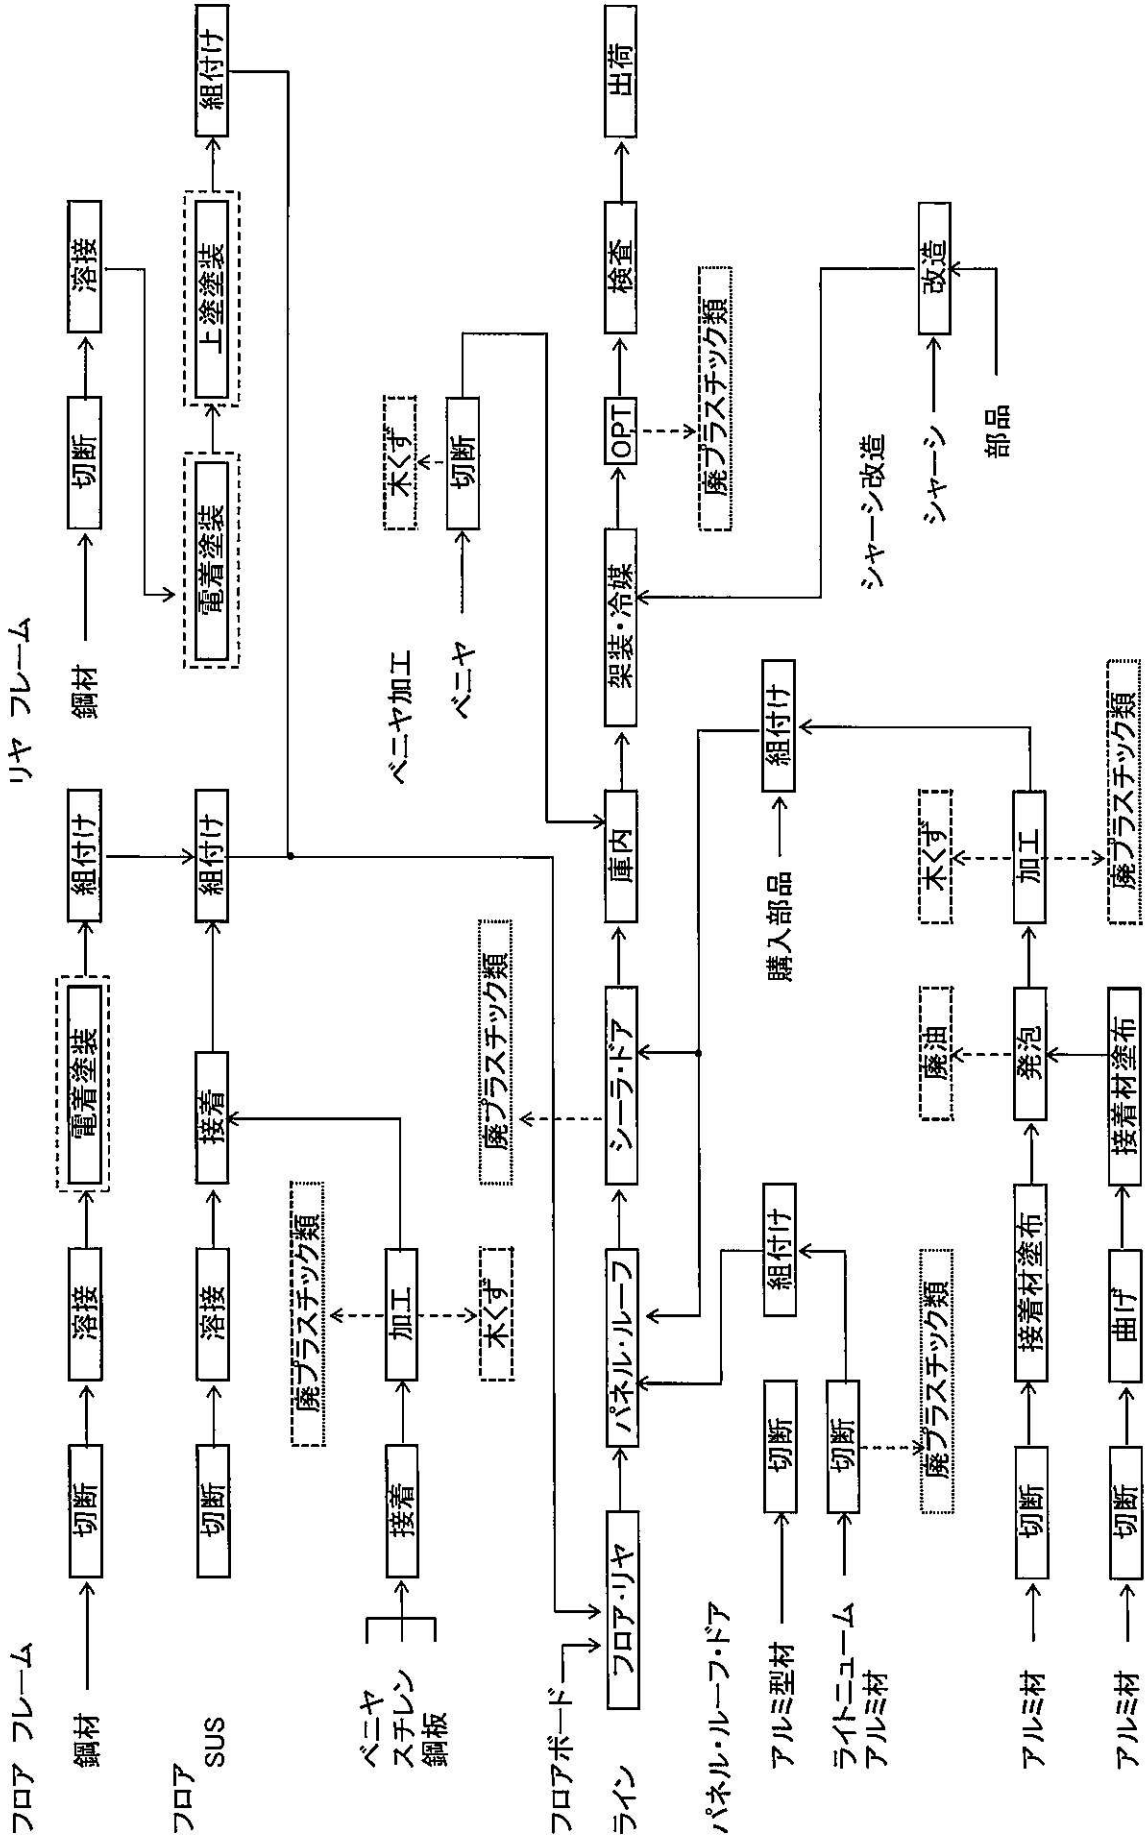 フロア フレーム
鋼材
切断
溶接
電着塗装
組付け
リヤ フレーム
鋼材
切断
溶接
フロア
SUS
切断
溶接
接着
組付け
電着塗装
上塗塗装
組付け
ベニヤ
スチレン
鋼板
接着
加工
廃プラスチック類
木くず
ベニヤ加工
ベニヤ
切断
木くず
フロアボード
廃プラスチック類
ライン
フロア・リヤ
パネル・ルーフ
シーラ・ドア
庫内
架装・冷媒
OPT
検査
出荷
廃プラスチック類
パネル・ルーフ・ドア
アルミ型材
切断
組付け
購入部品
組付け
ライトニューム
アルミ材
切断
廃プラスチック類
シャーシ改造
シャーシ
改造
部品
アルミ材
切断
接着材塗布
発泡
加工
廃油
木くず
アルミ材
切断
曲げ
接着材塗布
廃プラスチック類